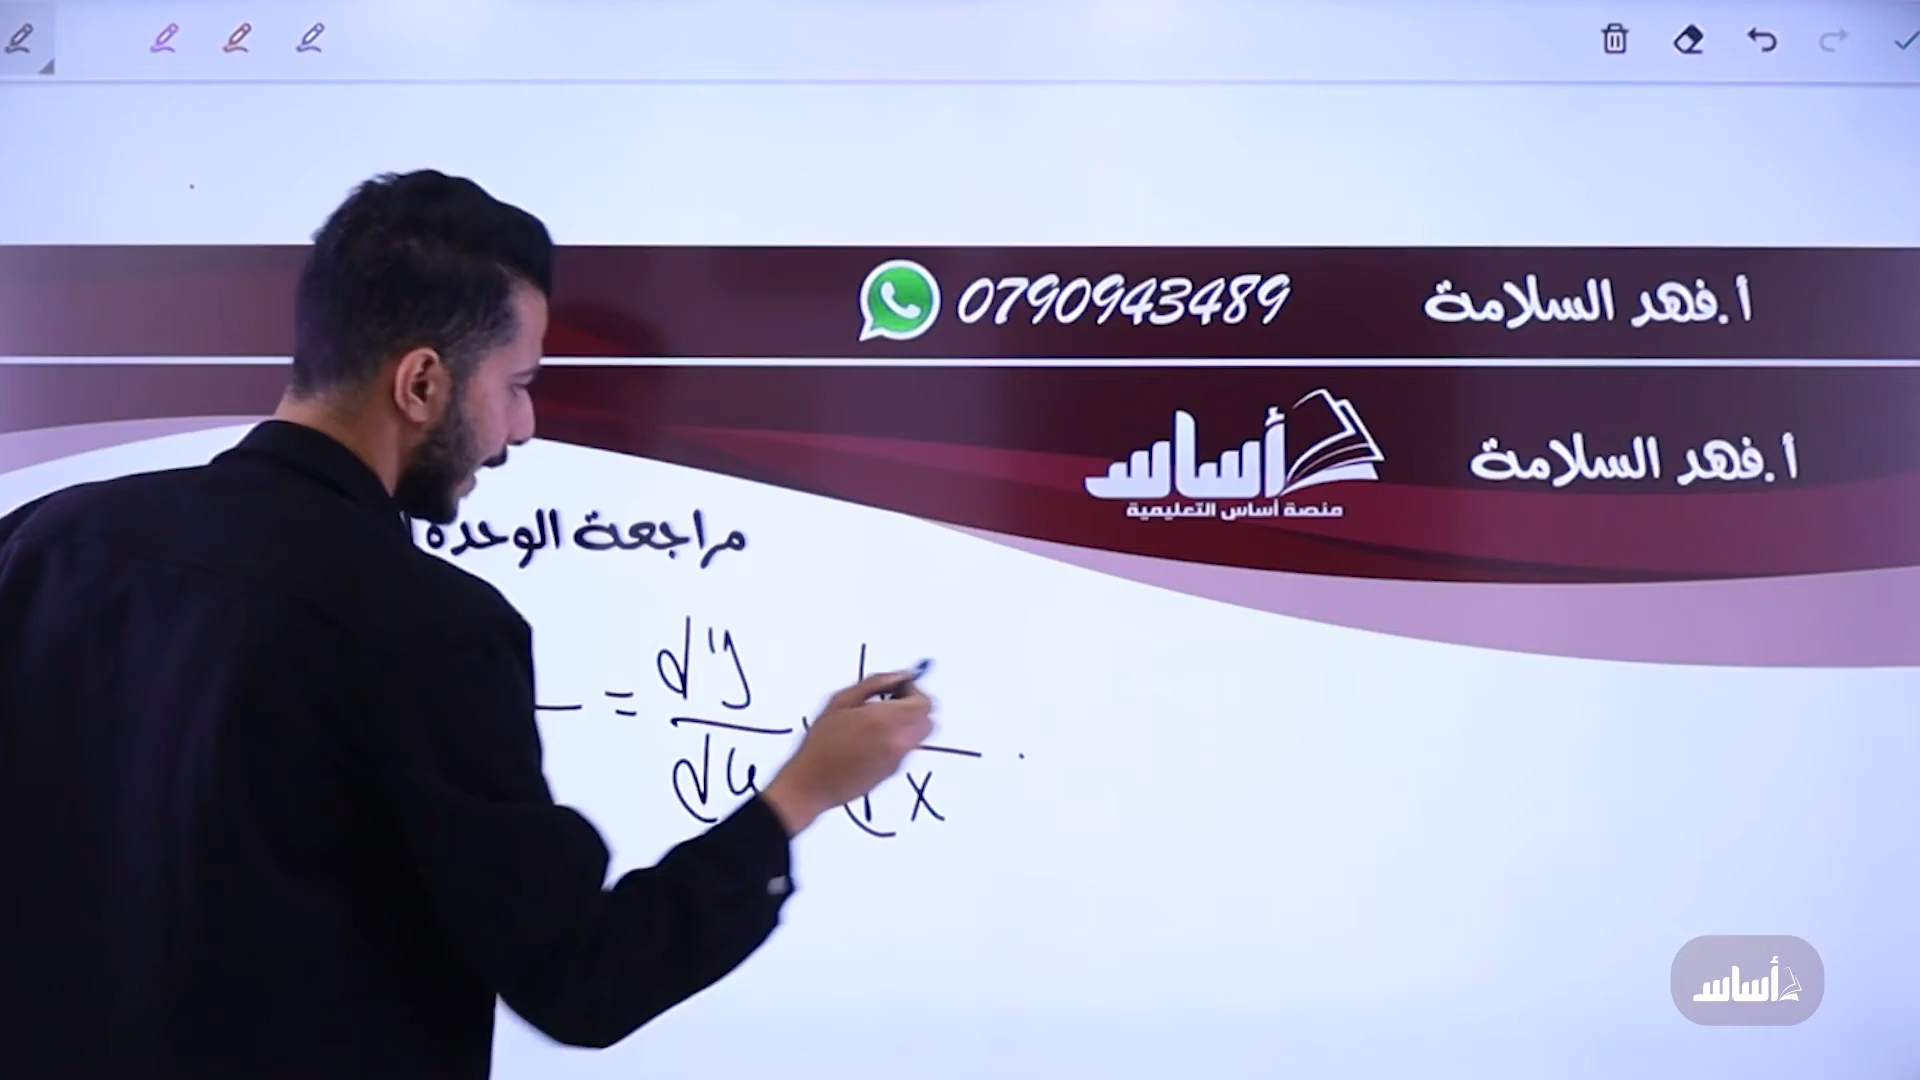 أ.فهد السلامة 0790943489
أ.فهد السلامة أساس
منصة أساس التعليمية
مراجعة الوحدة
= dy
du
x
أساس